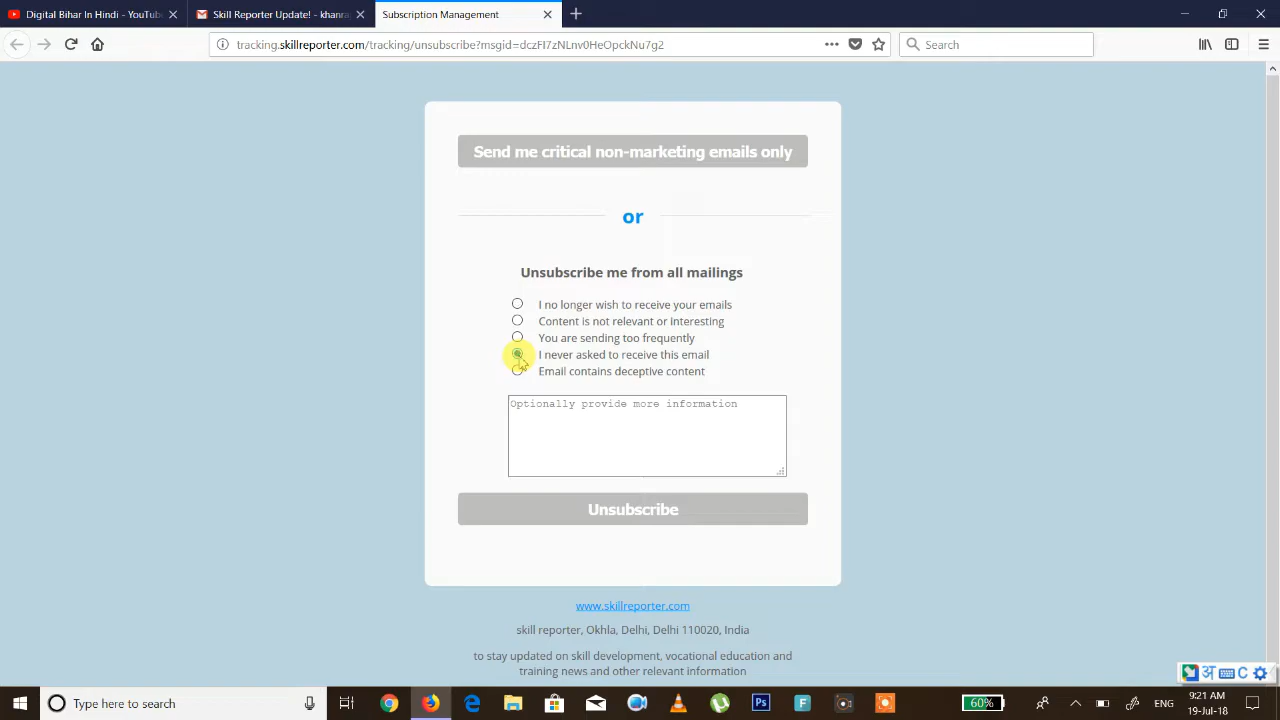 Digital Bihar In Hindi - YouTub
Skill Reporter Update! - khanra
Subscription Management
tracking.skillreporter.com/tracking/unsubscribe?msgid=dczFI7zNLnv0HeOpckNu7g2
Search
Send me critical non-marketing emails only
or
Unsubscribe me from all mailings
I no longer wish to receive your emails
Content is not relevant or interesting
You are sending too frequently
I never asked to receive this email
Email contains deceptive content
Optionally provide more information
Unsubscribe
www.skillreporter.com
skill reporter, Okhla, Delhi, Delhi 110020, India
to stay updated on skill development, vocational education and
training news and other relevant information
अ C
Type here to search
Ps
F
60%
ENG
9:21 AM
19-Jul-18